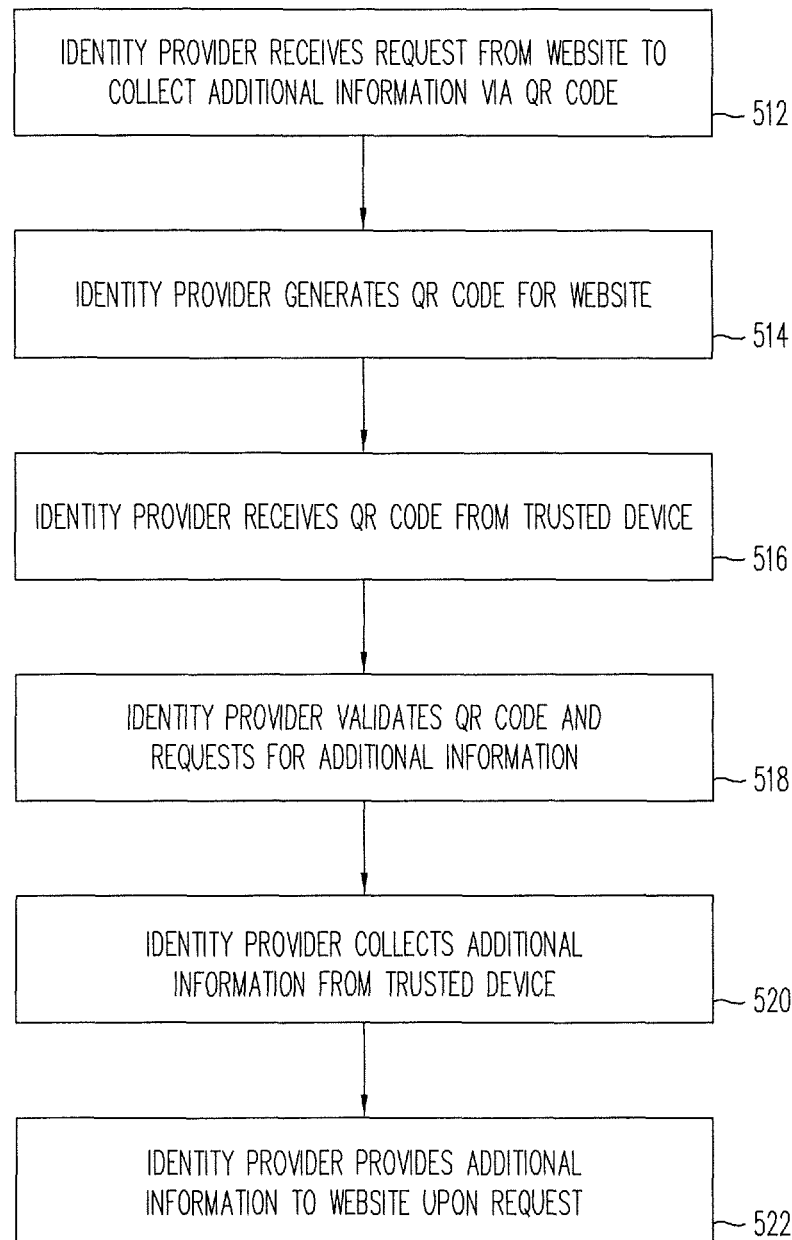 IDENTITY PROVIDER RECEIVES REQUEST FROM WEBSITE TO
COLLECT ADDITIONAL INFORMATION VIA QR CODE
512
IDENTITY PROVIDER GENERATES QR CODE FOR WEBSITE
514
IDENTITY PROVIDER RECEIVES QR CODE FROM TRUSTED DEVICE
516
IDENTITY PROVIDER VALIDATES QR CODE AND
REQUESTS FOR ADDITIONAL INFORMATION
518
IDENTITY PROVIDER COLLECTS ADDITIONAL
INFORMATION FROM TRUSTED DEVICE
520
IDENTITY PROVIDER PROVIDES ADDITIONAL
INFORMATION TO WEBSITE UPON REQUEST
522